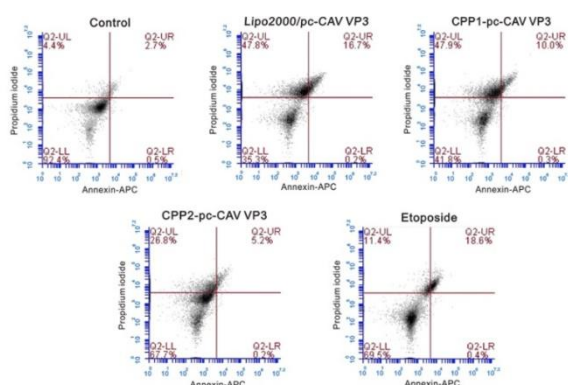 Control
Q2-UL Q2-UR
4.4% 2.7%
Propidium iodide
Q2-LL Q2-LR
92.4% 0.5%
Annexin-APC
Lipo2000/pc-CAV VP3
Q2-UL Q2-UR
47.8% 16.7%
Propidium iodide
Q2-LL Q2-LR
35.3% 0.2%
Annexin-APC
CPP1-pc-CAV VP3
Q2-UL Q2-UR
47.9% 10.0%
Propidium iodide
Q2-LL Q2-LR
41.8% 0.3%
Annexin-APC
CPP2-pc-CAV VP3
Q2-UL Q2-UR
26.8% 5.2%
Propidium iodide
Q2-LL Q2-LR
67.7% 0.2%
Annexin-APC
Etoposide
Q2-UL Q2-UR
11.4% 18.6%
Propidium iodide
Q2-LL Q2-LR
69.5% 0.4%
Annexin-APC